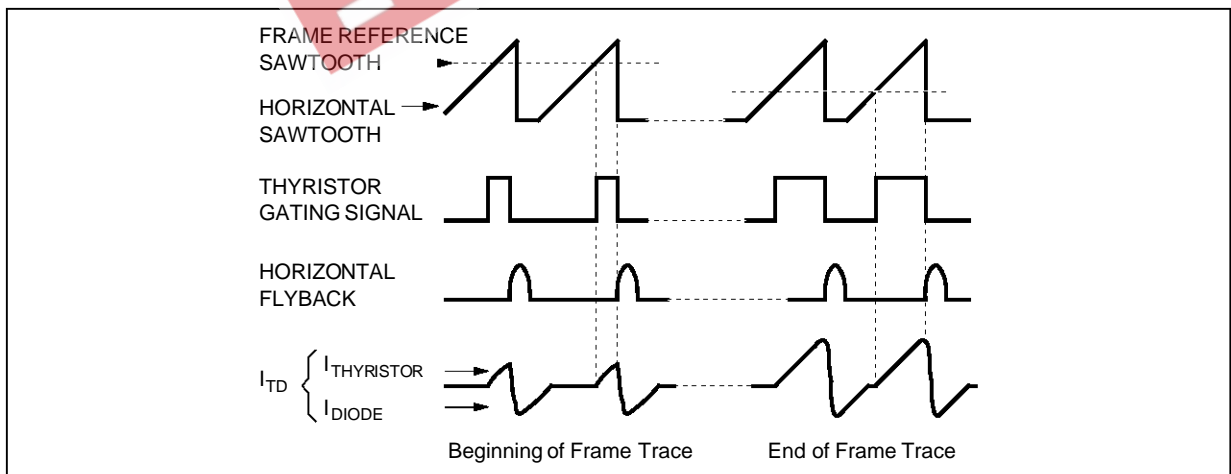 FRAME REFERENCE
SAWTOOTH
HORIZONTAL
SAWTOOTH
THYRISTOR
GATING SIGNAL
HORIZONTAL
FLYBACK
ITD
ITHYRISTOR
IDIODE
Beginning of Frame Trace
End of Frame Trace